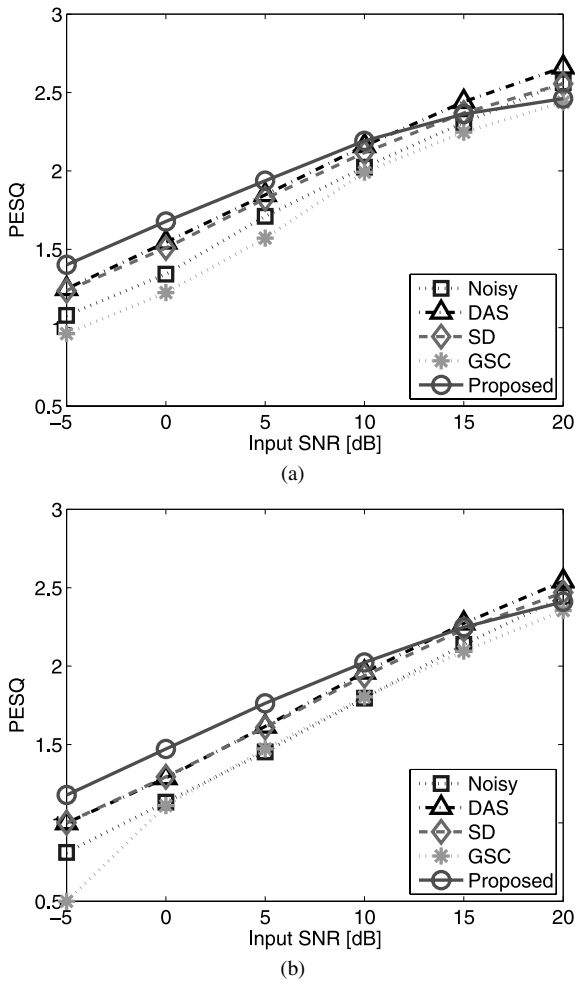 3
2.5
2
1.5
1
0.5
PESQ
Noisy
DAS
SD
GSC
Proposed
−5 0 5 10 15 20
Input SNR [dB]
(a)
3
2.5
2
1.5
1
0.5
PESQ
Noisy
DAS
SD
GSC
Proposed
−5 0 5 10 15 20
Input SNR [dB]
(b)